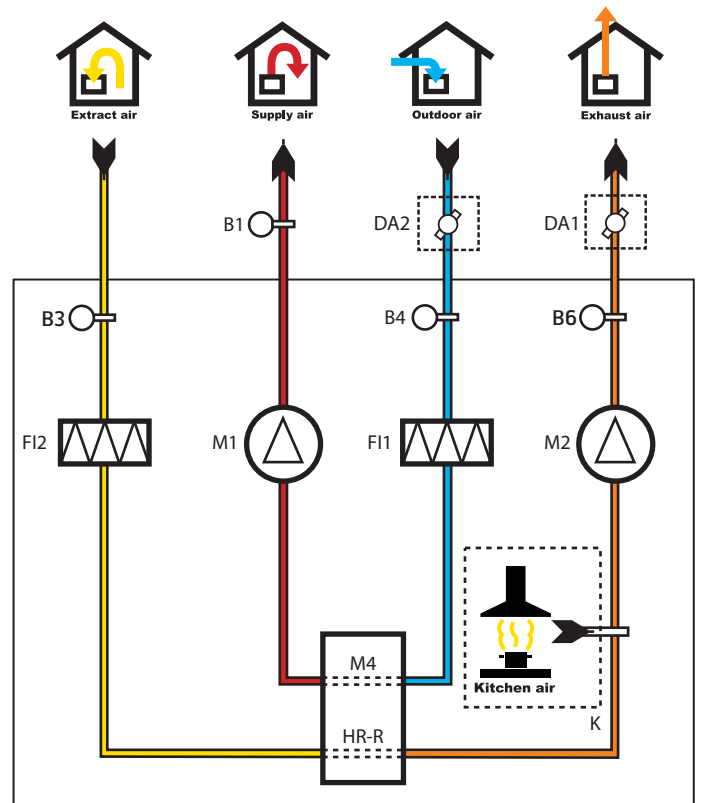 Extract air
Supply air
Outdoor air
Exhaust air
B1
DA2
DA1
B3
B4
B6
FI2
M1
FI1
M2
M4
Kitchen air
K
HR-R